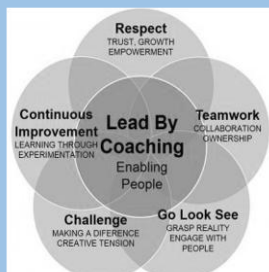 Respect
TRUST, GROWTH
EMPOWERMENT
Continuous
Improvement
LEARNING THROUGH
EXPERIMENTATION
Lead By
Coaching
Enabling
People
Teamwork
COLLABORATION
OWNERSHIP
Challenge
MAKING A DIFERENCE
CREATIVE TENSION
Go Look See
GRASP REALITY
ENGAGE WITH
PEOPLE